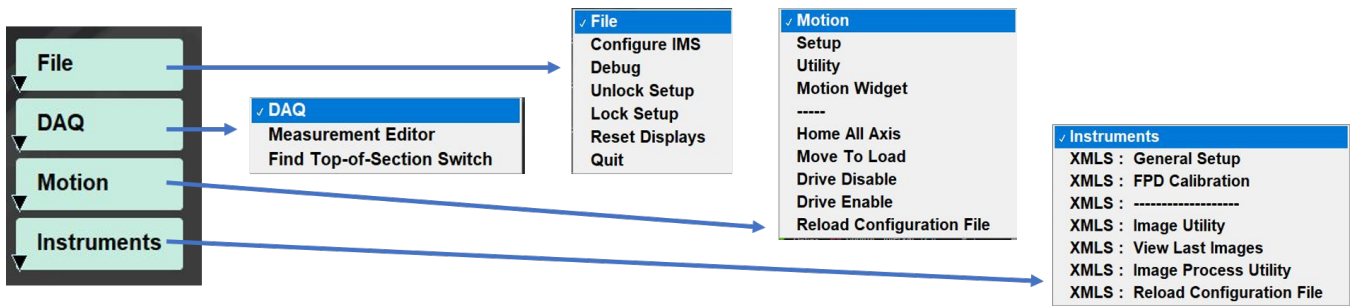 File
DAQ
Motion
Instruments
✓ DAQ
Measurement Editor
Find Top-of-Section Switch
✓ File
Configure IMS
Debug
Unlock Setup
Lock Setup
Reset Displays
Quit
✓ Motion
Setup
Utility
Motion Widget
-----
Home All Axis
Move To Load
Drive Disable
Drive Enable
Reload Configuration File
✓ Instruments
XMLS : General Setup
XMLS : FPD Calibration
XMLS : -------------------
XMLS : Image Utility
XMLS : View Last Images
XMLS : Image Process Utility
XMLS : Reload Configuration File